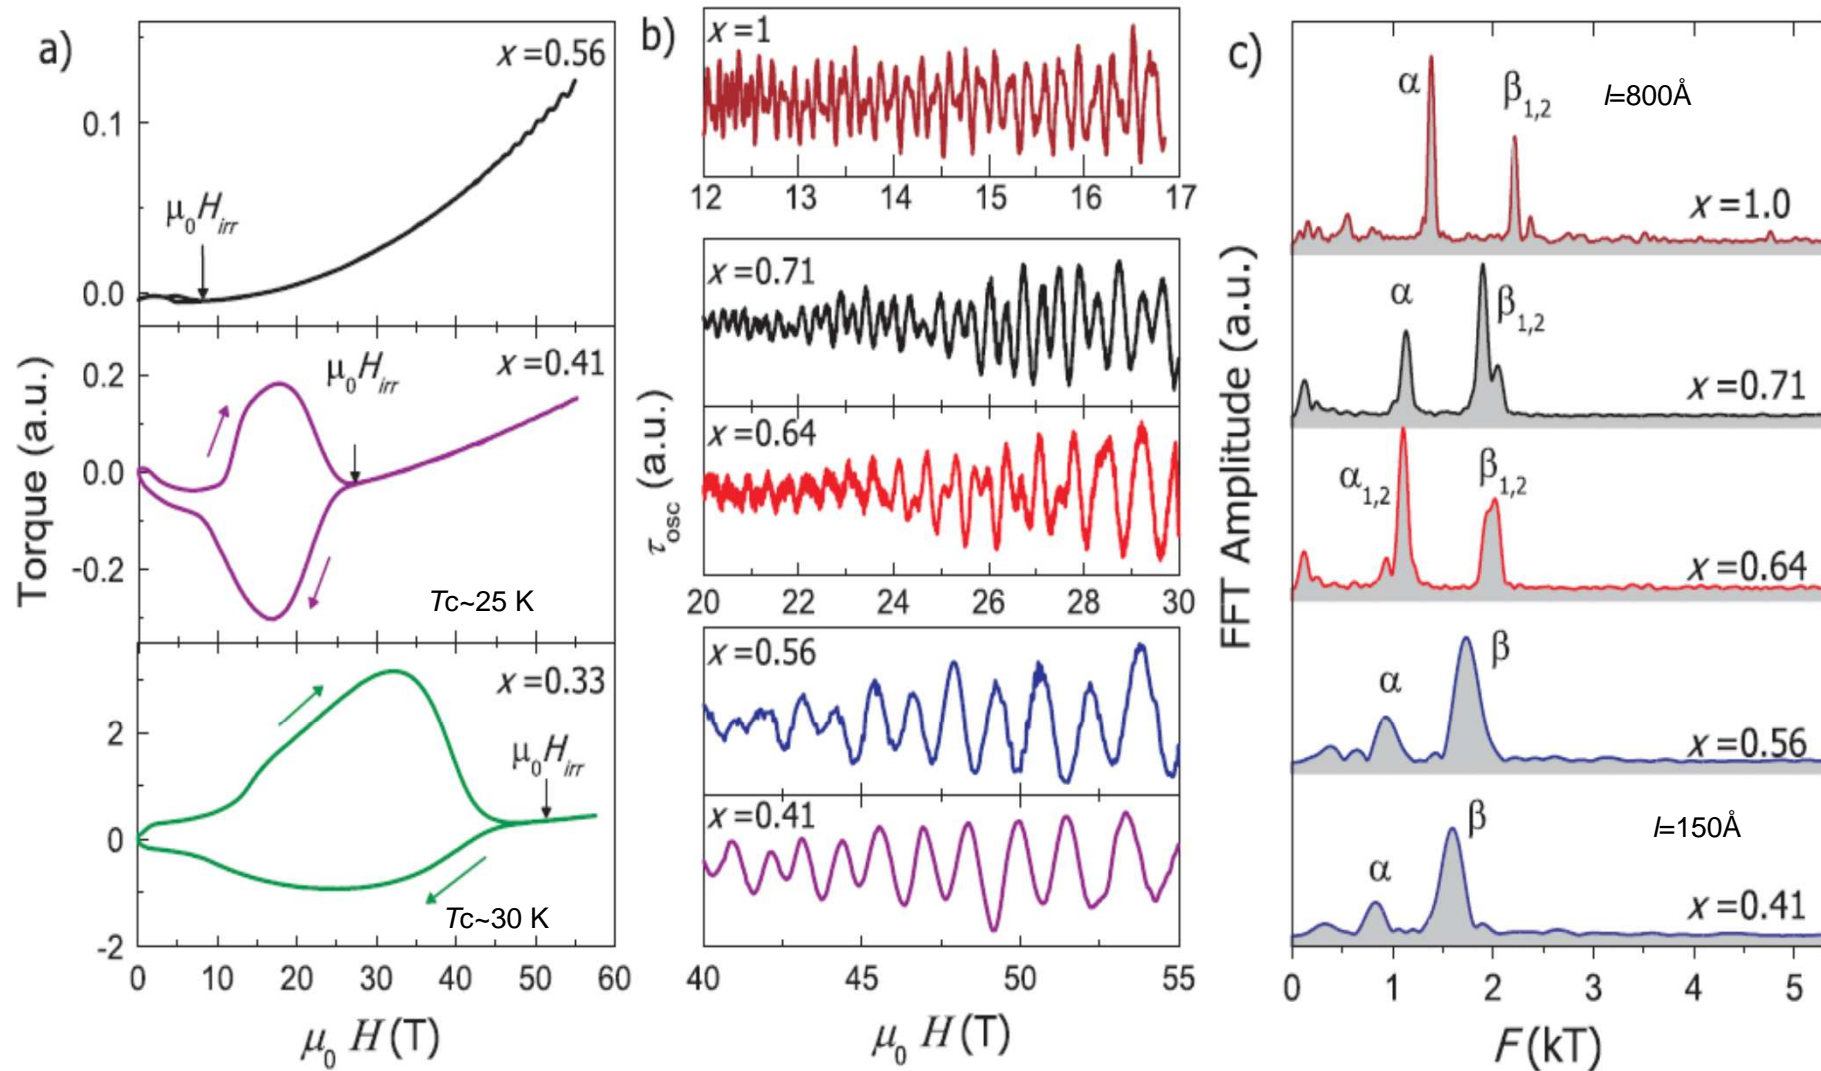 a)
x=0.56
0.1
μ₀Hirr
0.0
x=0.41
0.2
μ₀Hirr
0.0
-0.2
Tc~25 K
x=0.33
2
μ₀Hirr
0
Tc~30 K
-2
0 10 20 30 40 50 60
μ₀ H(T)
Torque (a.u.)
b)
x=1
12 13 14 15 16 17
x=0.71
x=0.64
20 22 24 26 28 30
x=0.56
x=0.41
40 45 50 55
μ₀ H(T)
τosc (a.u.)
c)
α
β1,2
l=800Å
x=1.0
α
β1,2
x=0.71
α1,2
β1,2
x=0.64
α
β
x=0.56
α
β
l=150Å
x=0.41
0 1 2 3 4 5
F(kT)
FFT Amplitude (a.u.)